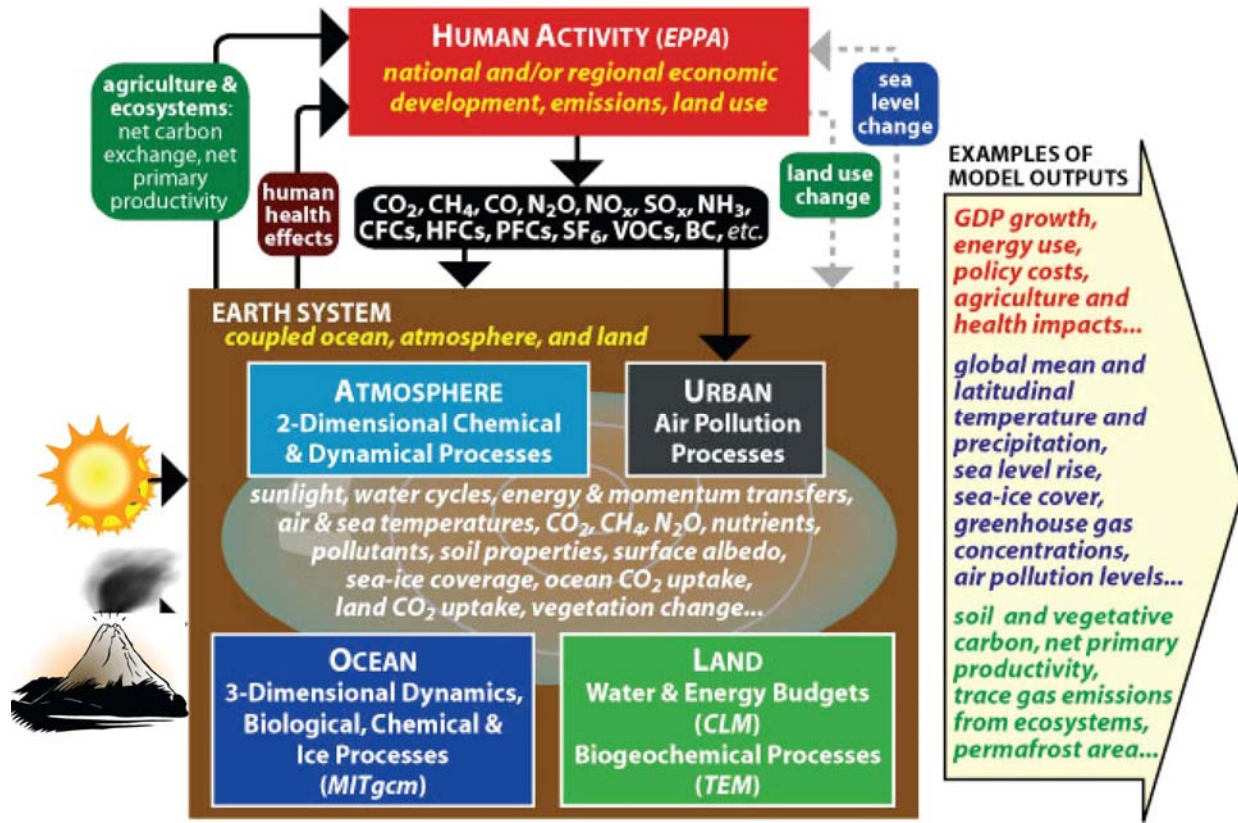 HUMAN ACTIVITY (EPPA)
national and/or regional economic
development, emissions, land use
agriculture &
ecosystems:
net carbon
exchange, net
primary
productivity
human
health
effects
sea
level
change
land use
change
CO₂, CH₄, CO, N₂O, NOₓ, SOₓ, NH₃,
CFCs, HFCs, PFCs, SF₆, VOCs, BC, etc.
EARTH SYSTEM
coupled ocean, atmosphere, and land
ATMOSPHERE
2-Dimensional Chemical
& Dynamical Processes
URBAN
Air Pollution
Processes
sunlight, water cycles, energy & momentum transfers,
air & sea temperatures, CO₂, CH₄, N₂O, nutrients,
pollutants, soil properties, surface albedo,
sea-ice coverage, ocean CO₂ uptake,
land CO₂ uptake, vegetation change...
OCEAN
3-Dimensional Dynamics,
Biological, Chemical &
Ice Processes
(MITgcm)
LAND
Water & Energy Budgets
(CLM)
Biogeochemical Processes
(TEM)
EXAMPLES OF
MODEL OUTPUTS
GDP growth,
energy use,
policy costs,
agriculture and
health impacts...
global mean and
latitudinal
temperature and
precipitation,
sea level rise,
sea-ice cover,
greenhouse gas
concentrations,
air pollution levels...
soil and vegetative
carbon, net primary
productivity,
trace gas emissions
from ecosystems,
permafrost area...